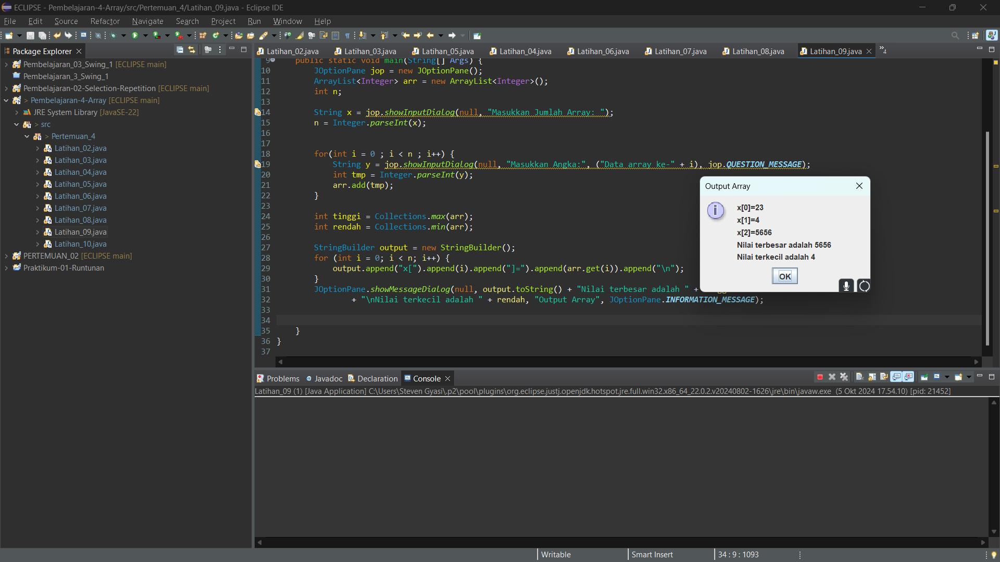 ECLIPSE - Pembelajaran-4-Array/src/Pertemuan_4/Latihan_09.java - Eclipse IDE
File Edit Source Refactor Navigate Search Project Run Window Help
Package Explorer
Pembelajaran_03_Swing_1 [ECLIPSE main]
Pembelajaran_3_Swing_1
Pembelajaran-02-Selection-Repetition [ECLIPSE main]
> Pembelajaran-4-Array [ECLIPSE main]
JRE System Library [JavaSE-22]
> src
> Pertemuan_4
Latihan_02.java
Latihan_03.java
Latihan_04.java
Latihan_05.java
Latihan_06.java
Latihan_07.java
Latihan_08.java
Latihan_09.java
Latihan_10.java
PERTEMUAN_02 [ECLIPSE main]
Praktikum-01-Runtunan
Latihan_02.java Latihan_03.java Latihan_05.java Latihan_04.java Latihan_06.java Latihan_07.java Latihan_08.java Latihan_09.java »4
9 public static void main(String[] Args) {
10 JOptionPane jop = new JOptionPane();
11 ArrayList<Integer> arr = new ArrayList<Integer>();
12 int n;
13
14 String x = jop.showInputDialog(null, "Masukkan Jumlah Array: ");
15 n = Integer.parseInt(x);
16
17
18 for(int i = 0 ; i < n ; i++) {
19 String y = jop.showInputDialog(null, "Masukkan Angka:", ("Data array ke-" + i), jop.QUESTION_MESSAGE);
20 int tmp = Integer.parseInt(y);
21 arr.add(tmp);
22 }
23
24 int tinggi = Collections.max(arr);
25 int rendah = Collections.min(arr);
26
27 StringBuilder output = new StringBuilder();
28 for (int i = 0; i < n; i++) {
29 output.append("x[").append(i).append("]=").append(arr.get(i)).append("\n");
30 }
31 JOptionPane.showMessageDialog(null, output.toString() + "Nilai terbesar adalah " +
32 + "\nNilai terkecil adalah " + rendah, "Output Array", JOptionPane.INFORMATION_MESSAGE);
33
34
35 }
36 }
37
Output Array
x[0]=23
x[1]=4
x[2]=5656
Nilai terbesar adalah 5656
Nilai terkecil adalah 4
OK
Problems @ Javadoc Declaration Console
Latihan_09 (1) [Java Application] C:\Users\Steven Gyasi\.p2\pool\plugins\org.eclipse.justj.openjdk.hotspot.jre.full.win32.x86_64_22.0.2.v20240802-1626\jre\bin\javaw.exe (5 Okt 2024 17.54.10) [pid: 21452]
Writable Smart Insert 34 : 9 : 1093